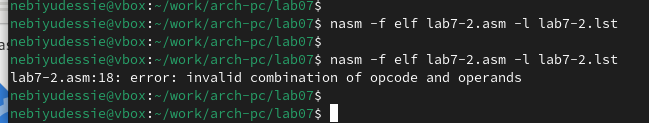 nebiyudessie@vbox:~/work/arch-pc/lab07$
nebiyudessie@vbox:~/work/arch-pc/lab07$ nasm -f elf lab7-2.asm -l lab7-2.lst
nebiyudessie@vbox:~/work/arch-pc/lab07$
nebiyudessie@vbox:~/work/arch-pc/lab07$ nasm -f elf lab7-2.asm -l lab7-2.lst
lab7-2.asm:18: error: invalid combination of opcode and operands
nebiyudessie@vbox:~/work/arch-pc/lab07$
nebiyudessie@vbox:~/work/arch-pc/lab07$